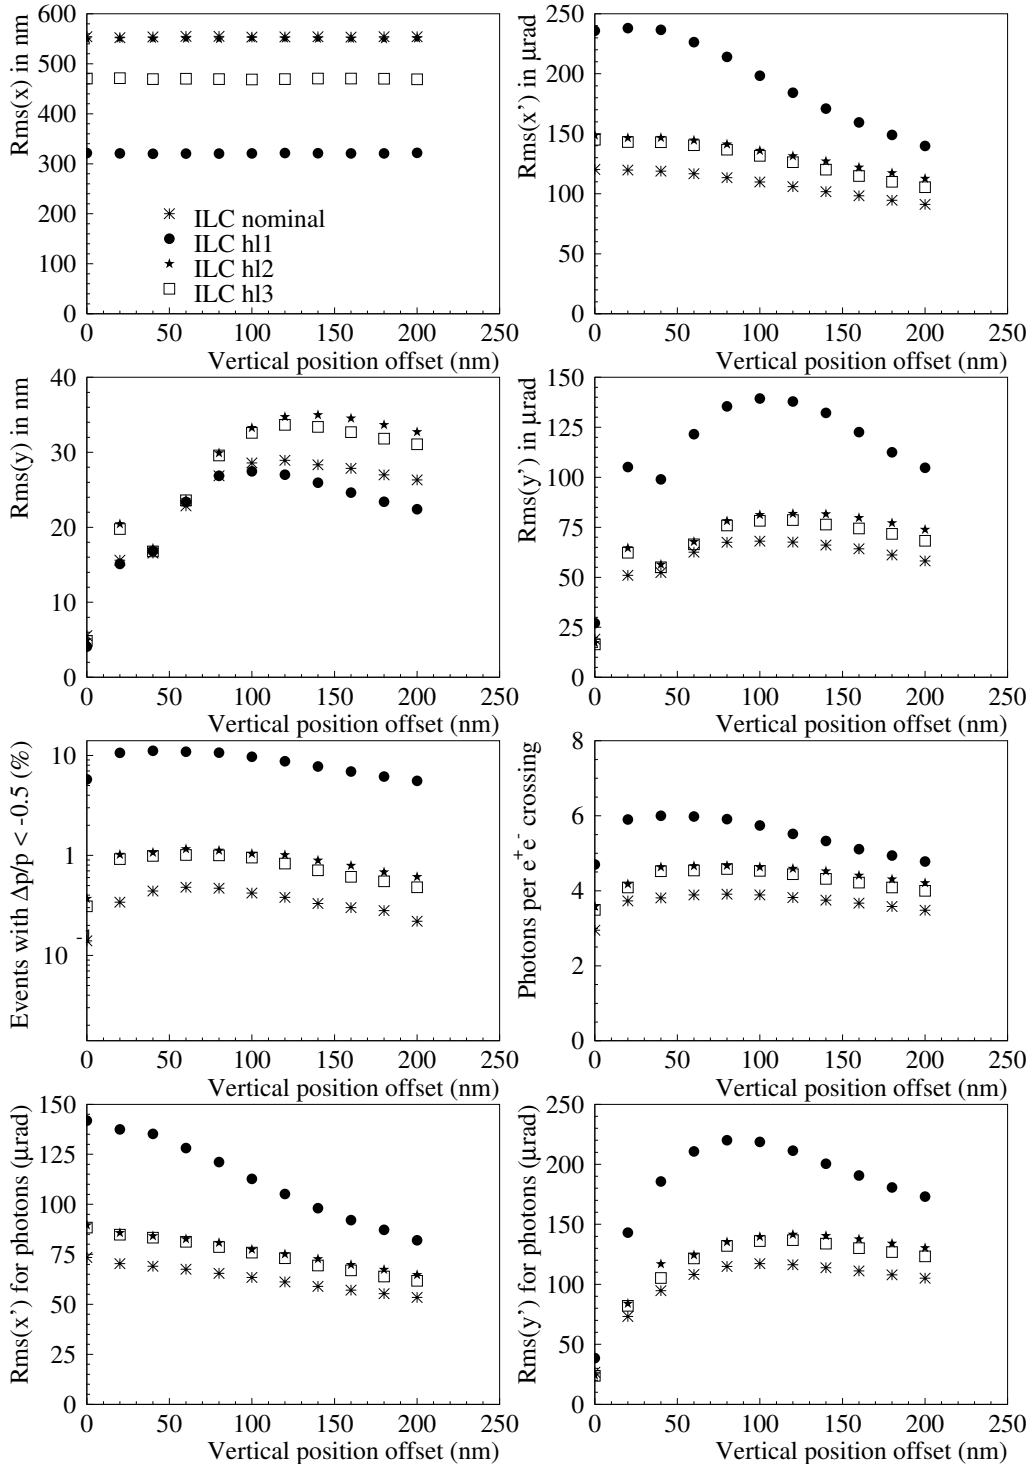 Rms(x) in nm
600
500
400
300
200
100
0
ILC nominal
ILC hl1
ILC hl2
ILC hl3
0 50 100 150 200 250
Vertical position offset (nm)
Rms(x’) in μrad
250
200
150
100
50
0
0 50 100 150 200 250
Vertical position offset (nm)
Rms(y) in nm
40
30
20
10
0
0 50 100 150 200 250
Vertical position offset (nm)
Rms(y’) in μrad
150
125
100
75
50
25
0
0 50 100 150 200 250
Vertical position offset (nm)
Events with Δp/p < -0.5 (%)
10
1
10⁻¹
0 50 100 150 200 250
Vertical position offset (nm)
Photons per e⁺e⁻ crossing
8
6
4
2
0
0 50 100 150 200 250
Vertical position offset (nm)
Rms(x’) for photons (μrad)
150
125
100
75
50
25
0
0 50 100 150 200 250
Vertical position offset (nm)
Rms(y’) for photons (μrad)
250
200
150
100
50
0
0 50 100 150 200 250
Vertical position offset (nm)